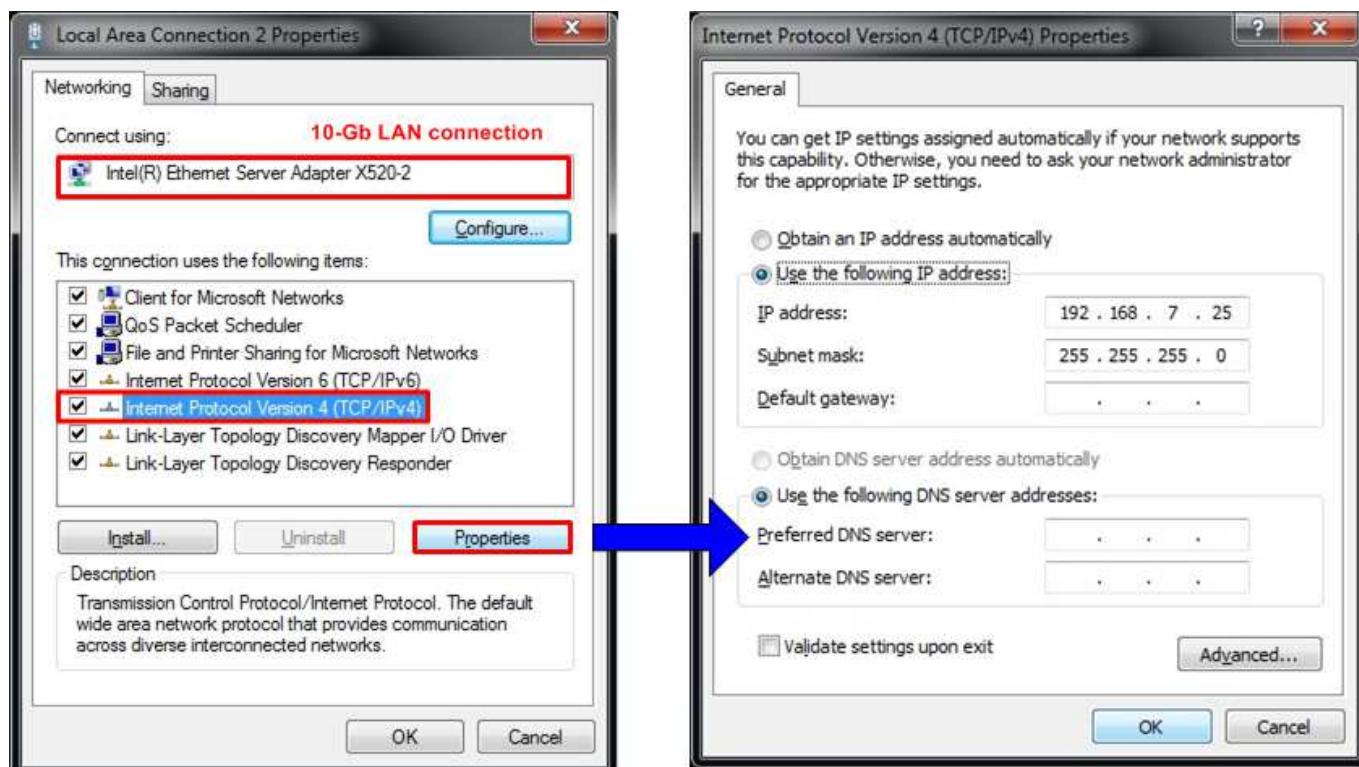 Local Area Connection 2 Properties
Networking
Sharing
Connect using:
10-Gb LAN connection
Intel(R) Ethernet Server Adapter X520-2
Configure...
This connection uses the following items:
Client for Microsoft Networks
QoS Packet Scheduler
File and Printer Sharing for Microsoft Networks
Internet Protocol Version 6 (TCP/IPv6)
Internet Protocol Version 4 (TCP/IPv4)
Link-Layer Topology Discovery Mapper I/O Driver
Link-Layer Topology Discovery Responder
Install...
Uninstall
Properties
Description
Transmission Control Protocol/Internet Protocol. The default
wide area network protocol that provides communication
across diverse interconnected networks.
OK
Cancel
Internet Protocol Version 4 (TCP/IPv4) Properties
General
You can get IP settings assigned automatically if your network supports
this capability. Otherwise, you need to ask your network administrator
for the appropriate IP settings.
Obtain an IP address automatically
Use the following IP address:
IP address:
192 . 168 . 7 . 25
Subnet mask:
255 . 255 . 255 . 0
Default gateway:
. . .
Obtain DNS server address automatically
Use the following DNS server addresses:
Preferred DNS server:
. . .
Alternate DNS server:
. . .
Validate settings upon exit
Advanced...
OK
Cancel